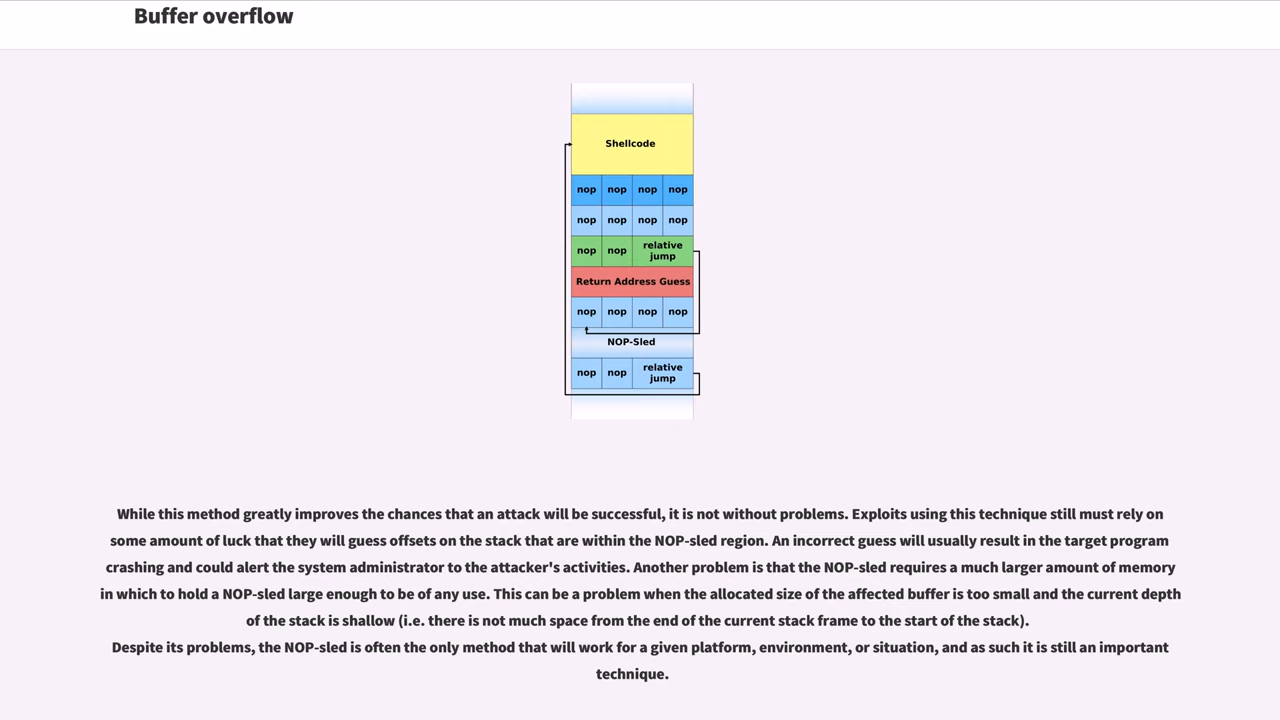 Buffer overflow
Shellcode
nop nop nop nop
nop nop nop nop
nop nop relative jump
Return Address Guess
nop nop nop nop
NOP-Sled
nop nop relative jump
While this method greatly improves the chances that an attack will be successful, it is not without problems. Exploits using this technique still must rely on
some amount of luck that they will guess offsets on the stack that are within the NOP-sled region. An incorrect guess will usually result in the target program
crashing and could alert the system administrator to the attacker's activities. Another problem is that the NOP-sled requires a much larger amount of memory
in which to hold a NOP-sled large enough to be of any use. This can be a problem when the allocated size of the affected buffer is too small and the current depth
of the stack is shallow (i.e. there is not much space from the end of the current stack frame to the start of the stack).
Despite its problems, the NOP-sled is often the only method that will work for a given platform, environment, or situation, and as such it is still an important
technique.